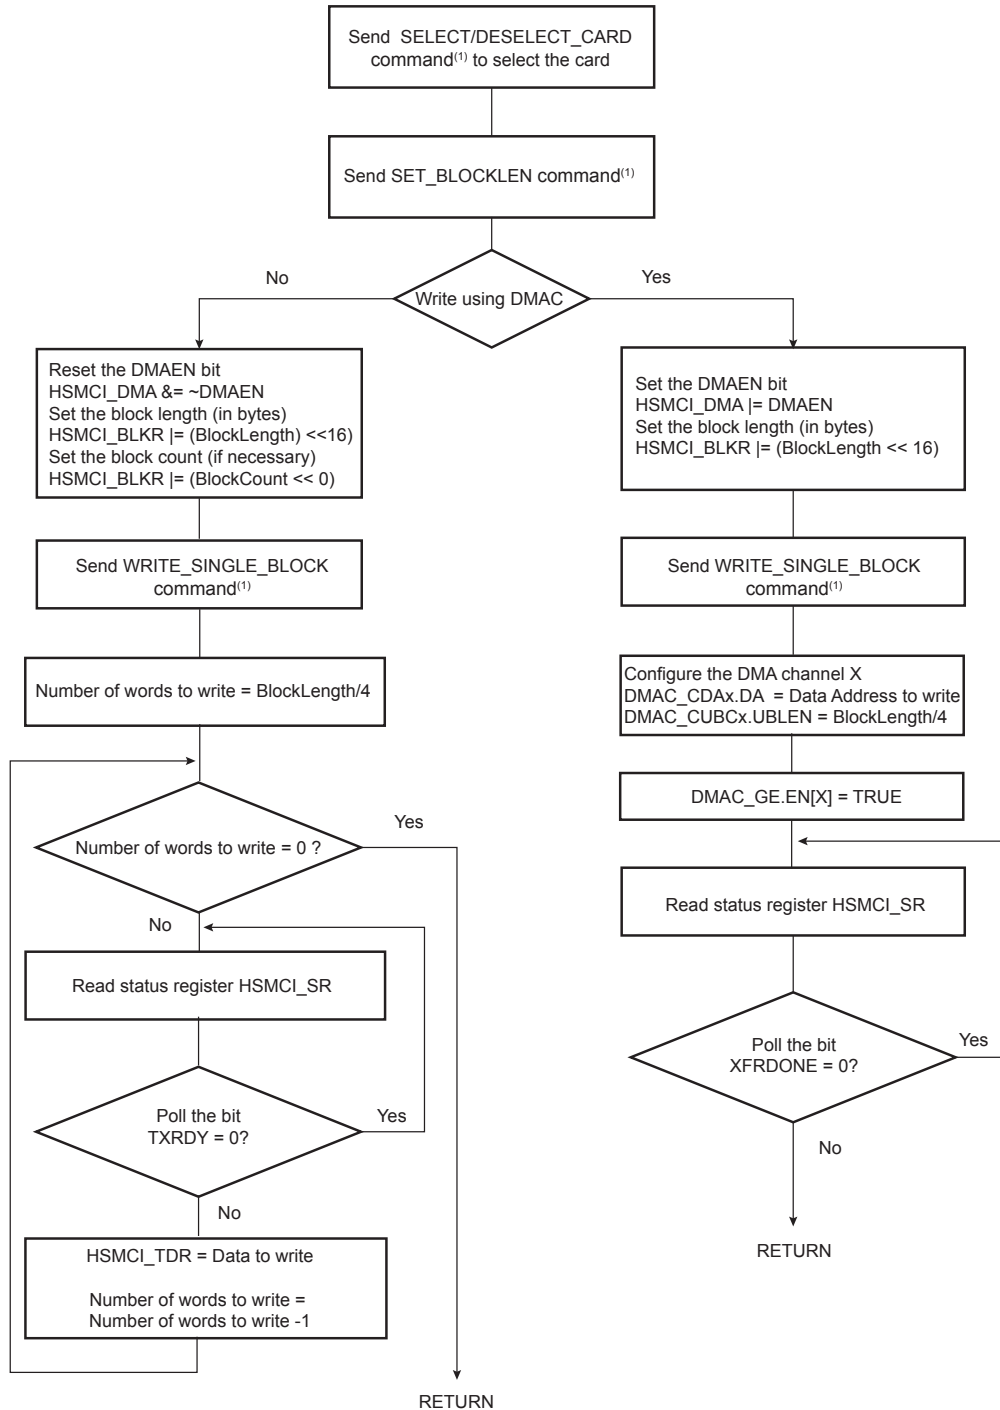 Send SELECT/DESELECT_CARD
command(1) to select the card
Send SET_BLOCKLEN command(1)
No
Yes
Write using DMAC
Reset the DMAEN bit
HSMCI_DMA &= ~DMAEN
Set the block length (in bytes)
HSMCI_BLKR |= (BlockLength) <<16)
Set the block count (if necessary)
HSMCI_BLKR |= (BlockCount << 0)
Send WRITE_SINGLE_BLOCK
command(1)
Number of words to write = BlockLength/4
Number of words to write = 0 ?
Yes
No
Read status register HSMCI_SR
Poll the bit
TXRDY = 0?
Yes
No
HSMCI_TDR = Data to write
Number of words to write =
Number of words to write -1
RETURN
Set the DMAEN bit
HSMCI_DMA |= DMAEN
Set the block length (in bytes)
HSMCI_BLKR |= (BlockLength << 16)
Send WRITE_SINGLE_BLOCK
command(1)
Configure the DMA channel X
DMAC_CDAx.DA = Data Address to write
DMAC_CUBCx.UBLEN = BlockLength/4
DMAC_GE.EN[X] = TRUE
Read status register HSMCI_SR
Poll the bit
XFRDONE = 0?
Yes
No
RETURN